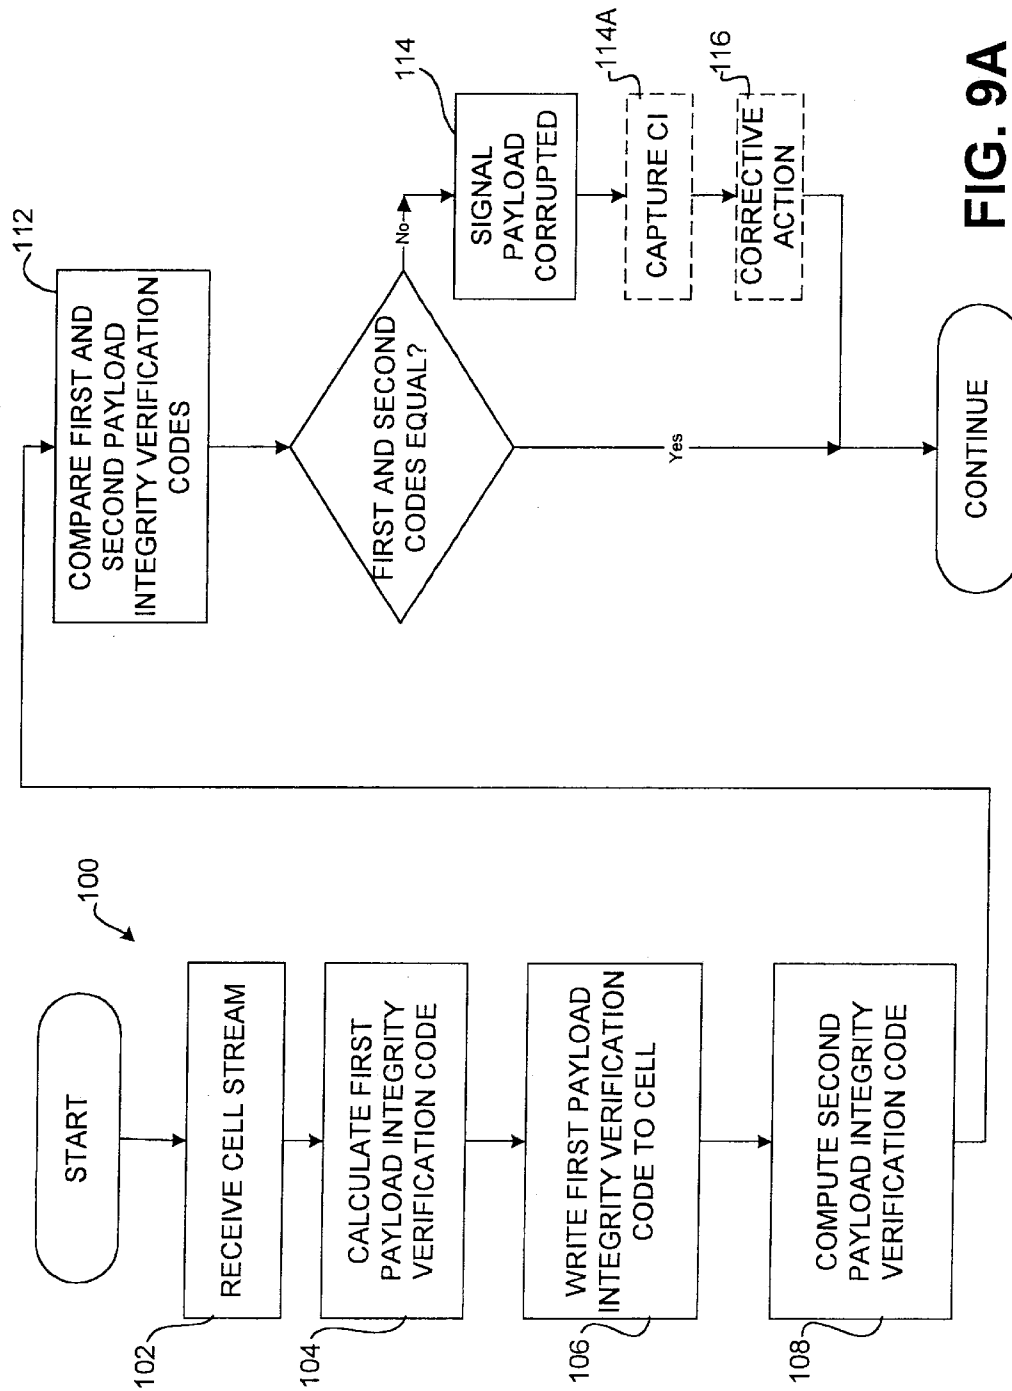 100
START
102
RECEIVE CELL STREAM
104
CALCULATE FIRST
PAYLOAD INTEGRITY
VERIFICATION CODE
106
WRITE FIRST PAYLOAD
INTEGRITY VERIFICATION
CODE TO CELL
108
COMPUTE SECOND
PAYLOAD INTEGRITY
VERIFICATION CODE
112
COMPARE FIRST AND
SECOND PAYLOAD
INTEGRITY VERIFICATION
CODES
FIRST AND SECOND
CODES EQUAL?
No
114
SIGNAL
PAYLOAD
CORRUPTED
114A
CAPTURE CI
116
CORRECTIVE
ACTION
Yes
CONTINUE
FIG. 9A